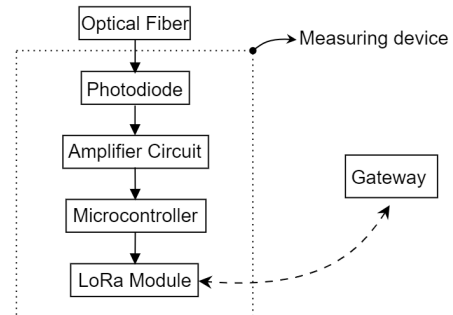 Optical Fiber
Measuring device
Photodiode
Amplifier Circuit
Gateway
Microcontroller
LoRa Module